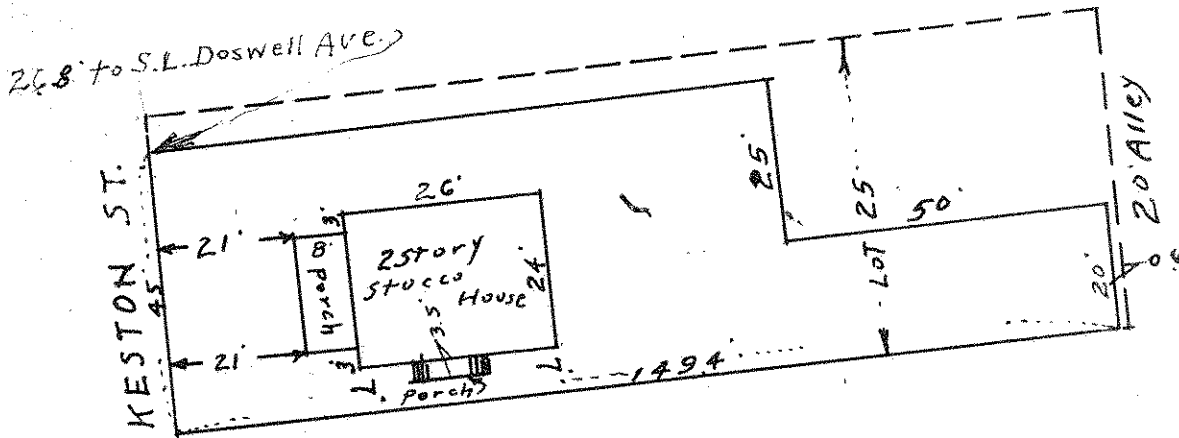 268' to S.L. Doswell Ave.
KESTON ST.
45'
21'
21'
8' porch
3'
3'
26'
2 Story
Stucco
House
24'
3.5'
Porch
7'
7'
149.4'
25'
LOT 25
50'
20'
20' Alley